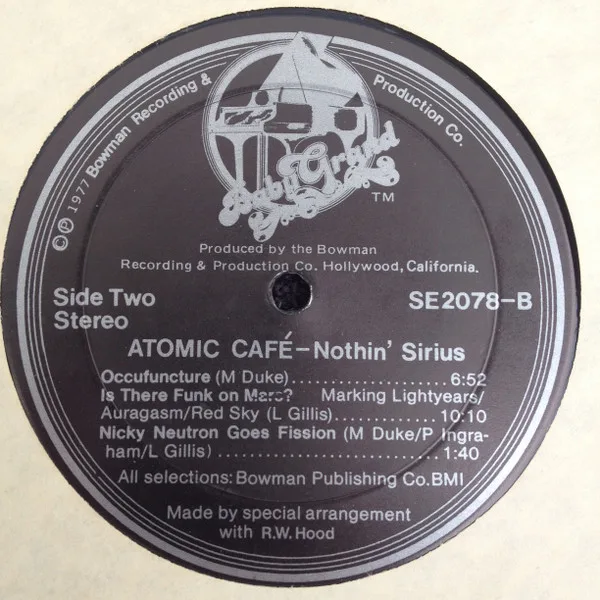 © ℗ 1977 Bowman Recording & Production Co.
Baby Grand
TM
Produced by the Bowman
Recording & Production Co. Hollywood, California.
Side Two
Stereo
SE2078-B
ATOMIC CAFÉ-Nothin' Sirius
Occufuncture (M Duke)...................6:52
Is There Funk on Mars? Marking Lightyears/
Auragasm/Red Sky (L Gillis)..............10:10
Nicky Neutron Goes Fission (M Duke/P Ingra-
ham/L Gillis)..............................1:40
All selections: Bowman Publishing Co.BMI
Made by special arrangement
with R.W. Hood